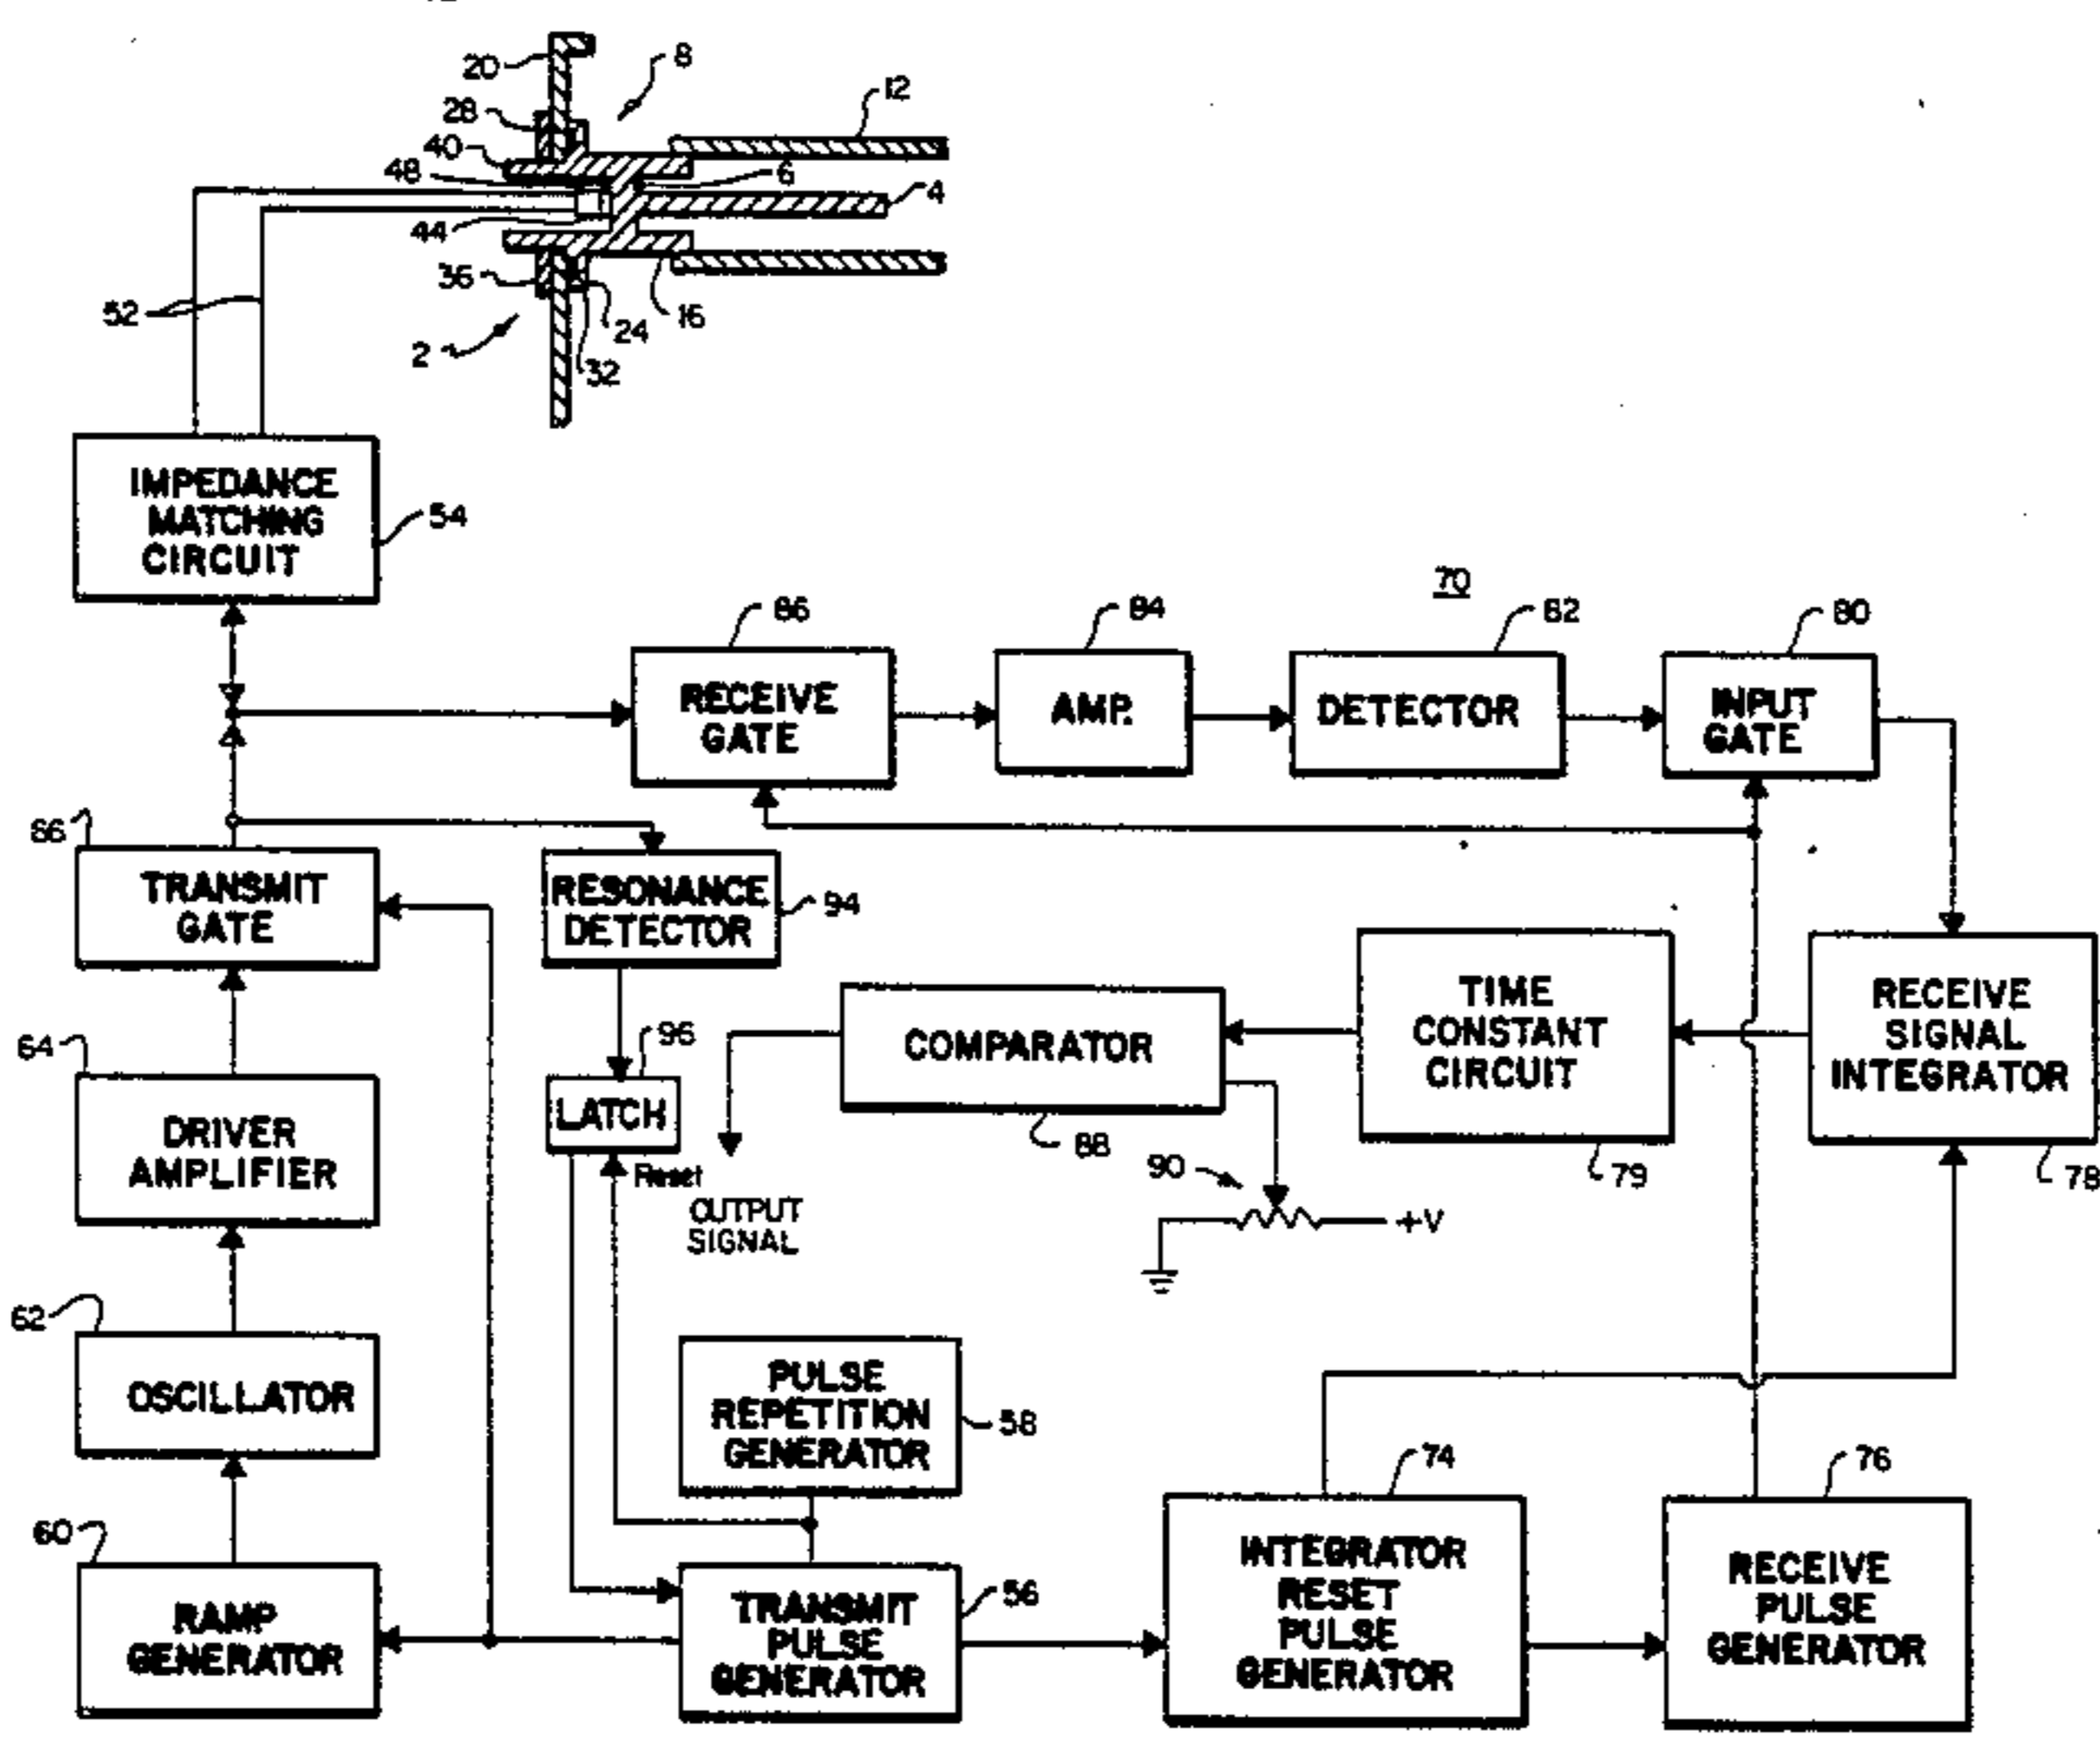 20
8
28
12
40
48
6
4
44
36
16
52
24
2
32
IMPEDANCE
MATCHING
CIRCUIT
54
70
86
84
82
80
RECEIVE
GATE
AMP.
DETECTOR
INPUT
GATE
66
TRANSMIT
GATE
RESONANCE
DETECTOR
94
TIME
CONSTANT
CIRCUIT
RECEIVE
SIGNAL
INTEGRATOR
64
96
COMPARATOR
LATCH
DRIVER
AMPLIFIER
88
90
79
78
Reset
OUTPUT
SIGNAL
+V
62
OSCILLATOR
PULSE
REPETITION
GENERATOR
58
74
76
60
RAMP
GENERATOR
TRANSMIT
PULSE
GENERATOR
56
INTEGRATOR
RESET
PULSE
GENERATOR
RECEIVE
PULSE
GENERATOR